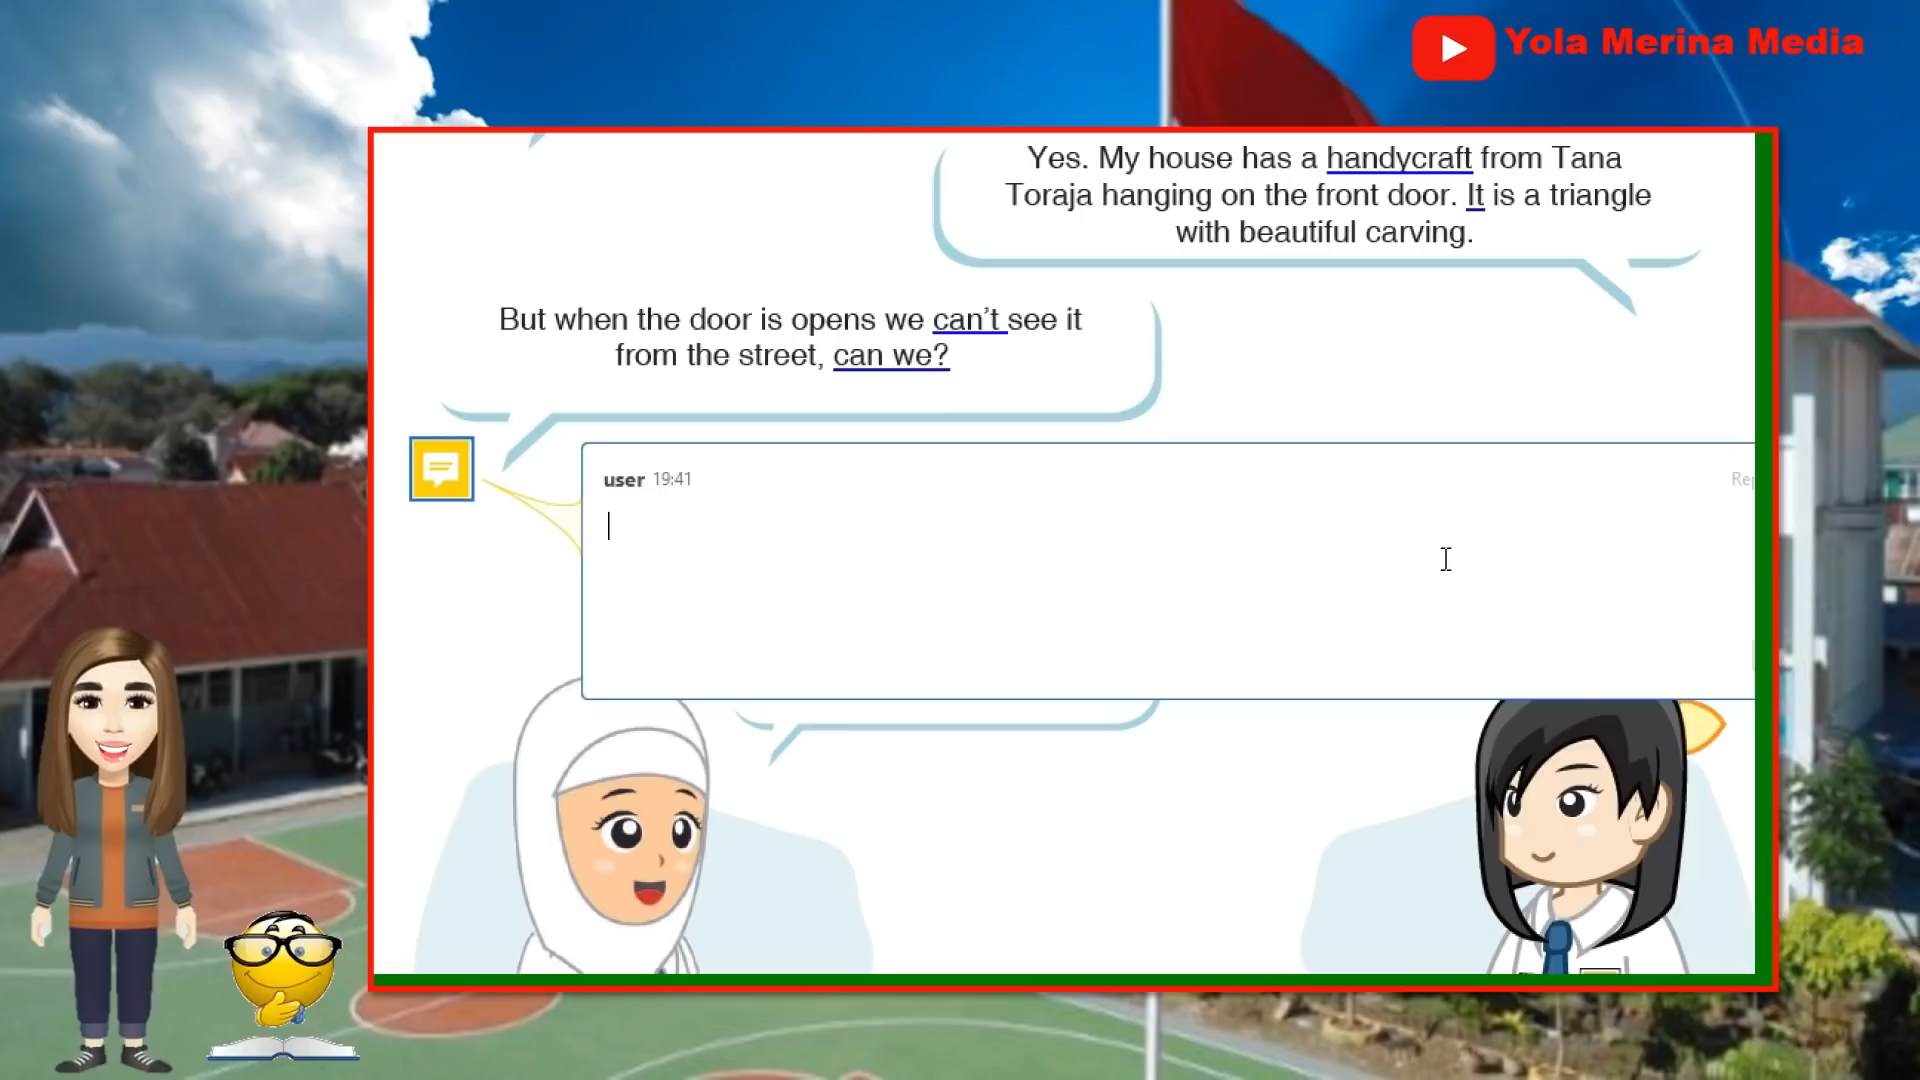 Yola Merina Media
Yes. My house has a handycraft from Tana
Toraja hanging on the front door. It is a triangle
with beautiful carving.
But when the door is opens we can't see it
from the street, can we?
user 19:41